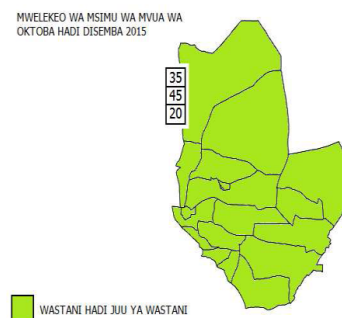 MWELEKEO WA MSIMU WA MVUA WA
OKTOBA HADI DISEMBA 2015
35
45
20
WASTANI HADI JUU YA WASTANI